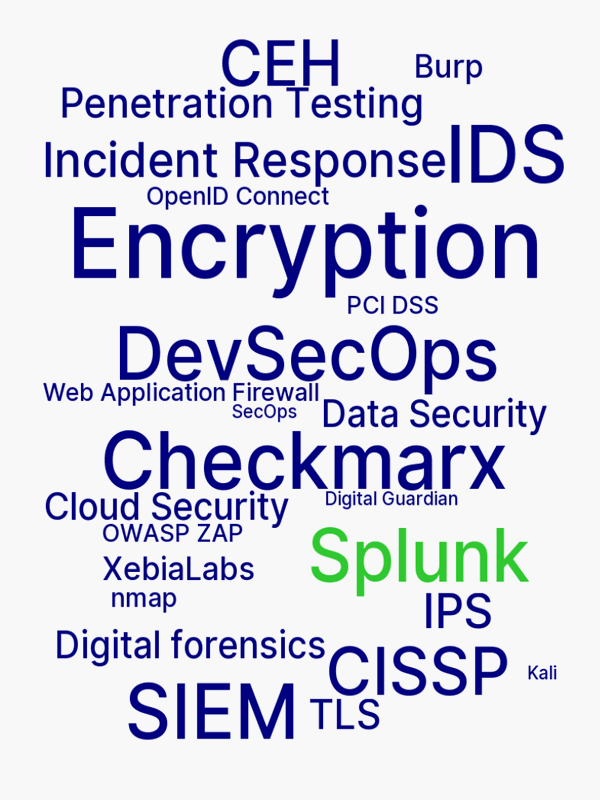 CEH
Burp
Penetration Testing
Incident Response
IDS
OpenID Connect
Encryption
PCI DSS
DevSecOps
Web Application Firewall
SecOps
Data Security
Checkmarx
Cloud Security
Digital Guardian
OWASP ZAP
Splunk
XebiaLabs
nmap
IPS
Digital forensics
CISSP
Kali
SIEM
TLS